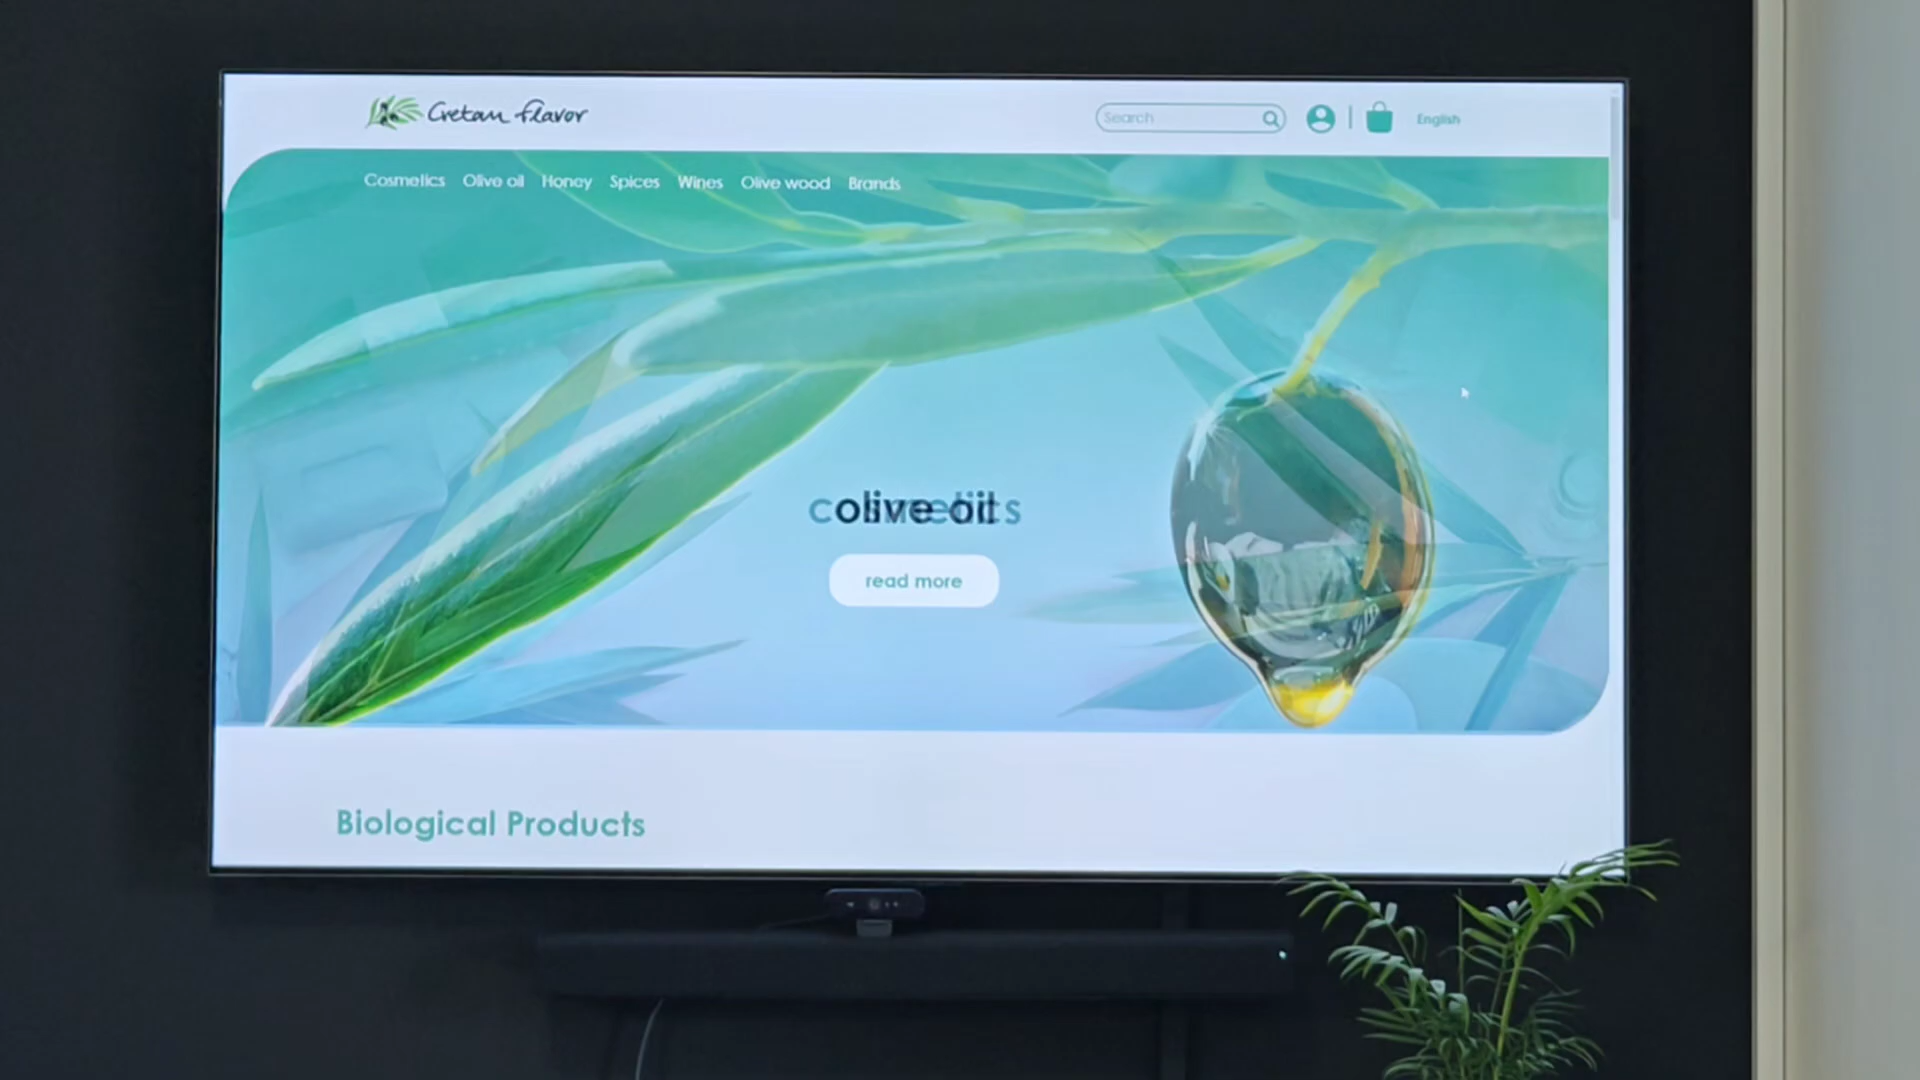 Cretan flavor
Search
English
Cosmetics Olive oil Honey Spices Wines Olive wood Brands
olive oil
cosmetics
read more
Biological Products